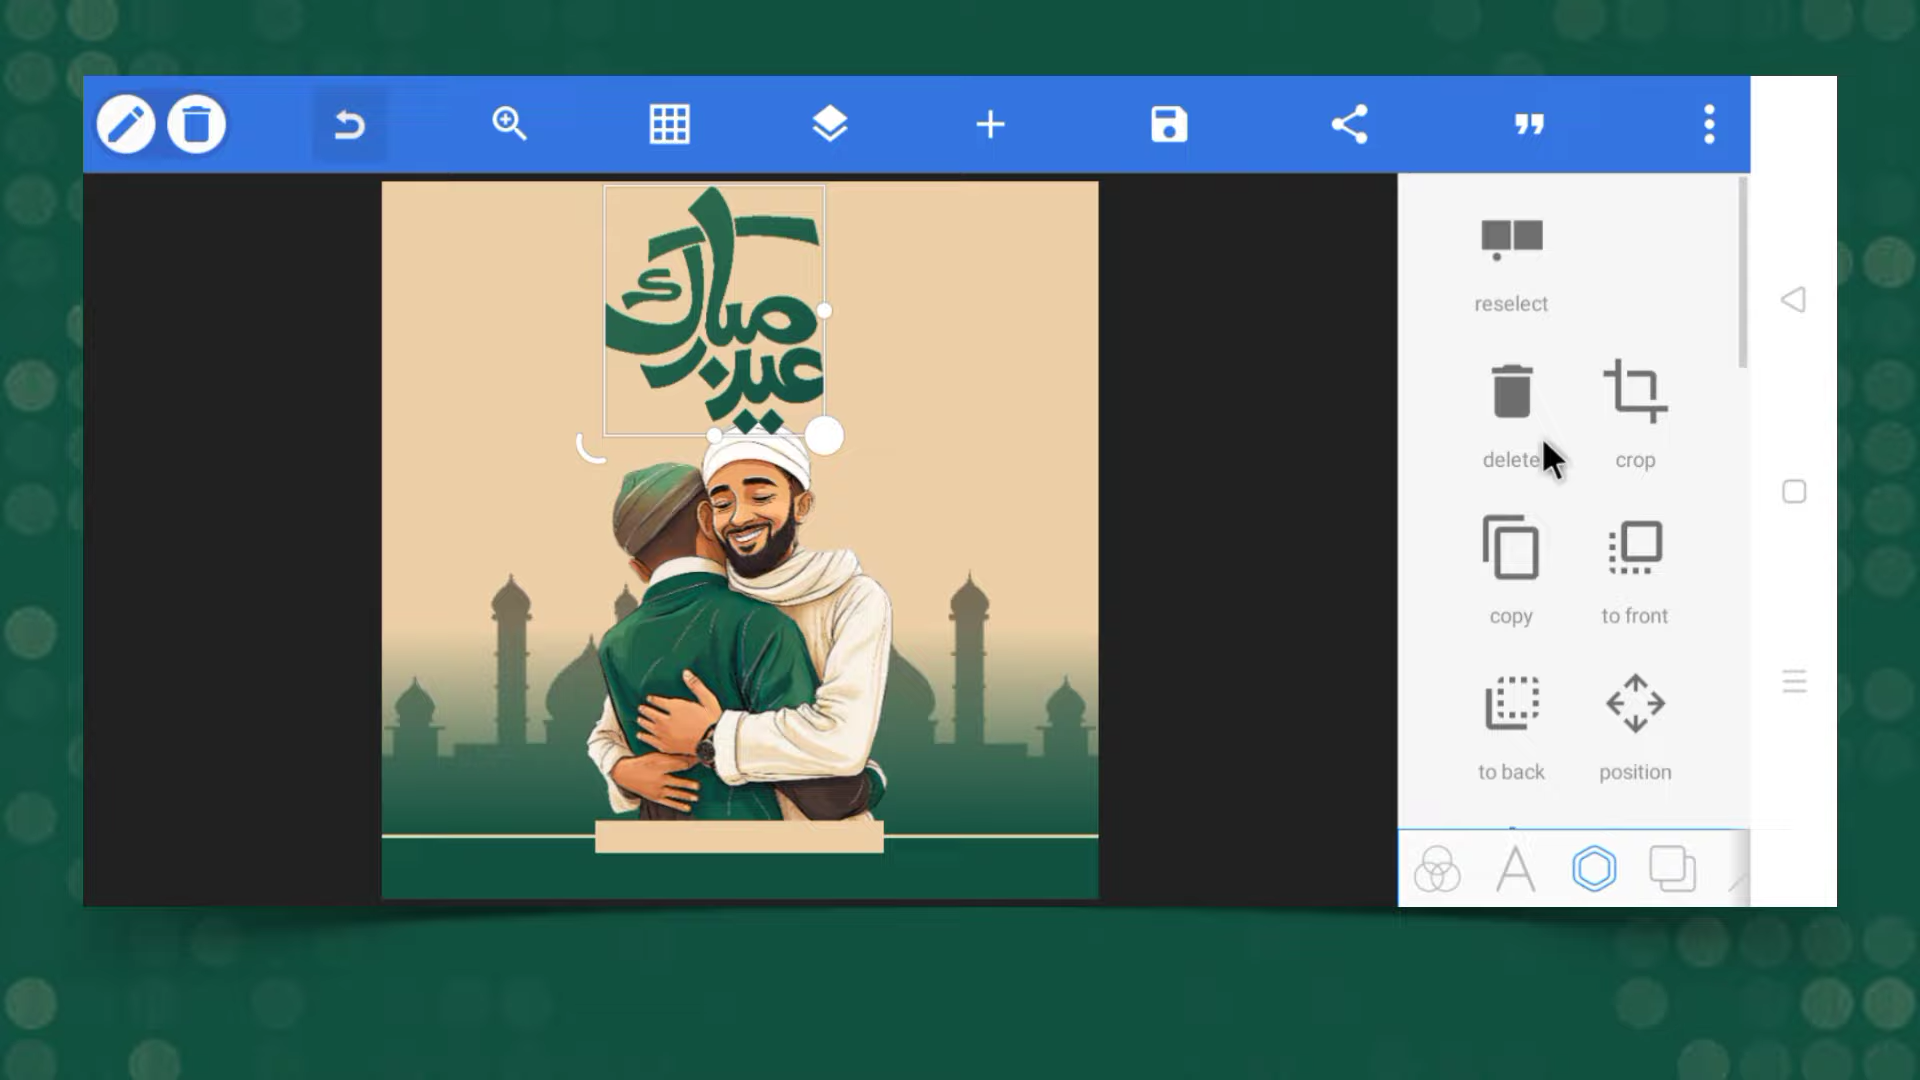 مبارك
عيد
reselect
delete
crop
copy
to front
to back
position